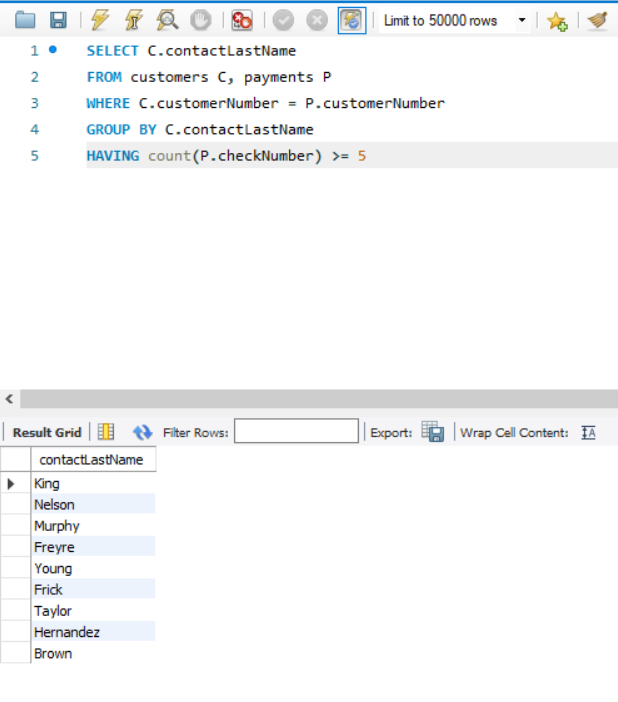 Limit to 50000 rows
1 SELECT C.contactLastName
2 FROM customers C, payments P
3 WHERE C.customerNumber = P.customerNumber
4 GROUP BY C.contactLastName
5 HAVING count(P.checkNumber) >= 5
Result Grid Filter Rows: Export: Wrap Cell Content:
contactLastName
King
Nelson
Murphy
Freyre
Young
Frick
Taylor
Hernandez
Brown